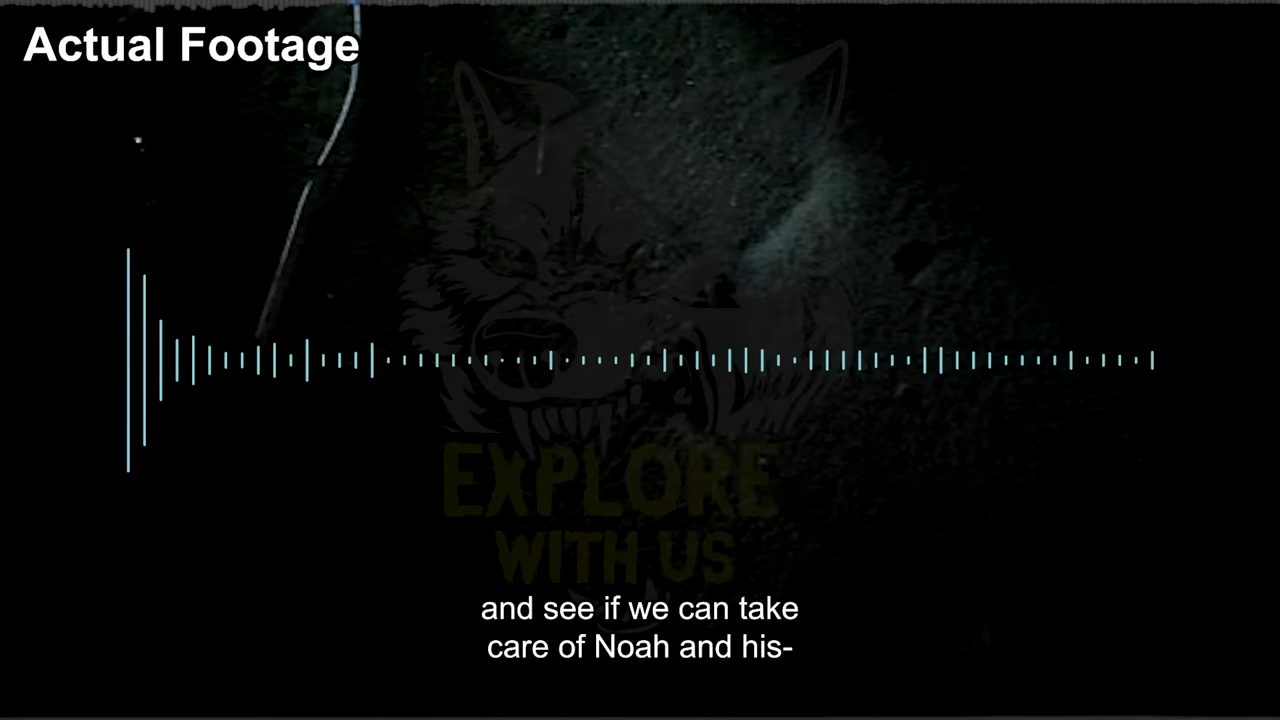 Actual Footage
EXPLORE
WITH US
and see if we can take
care of Noah and his-